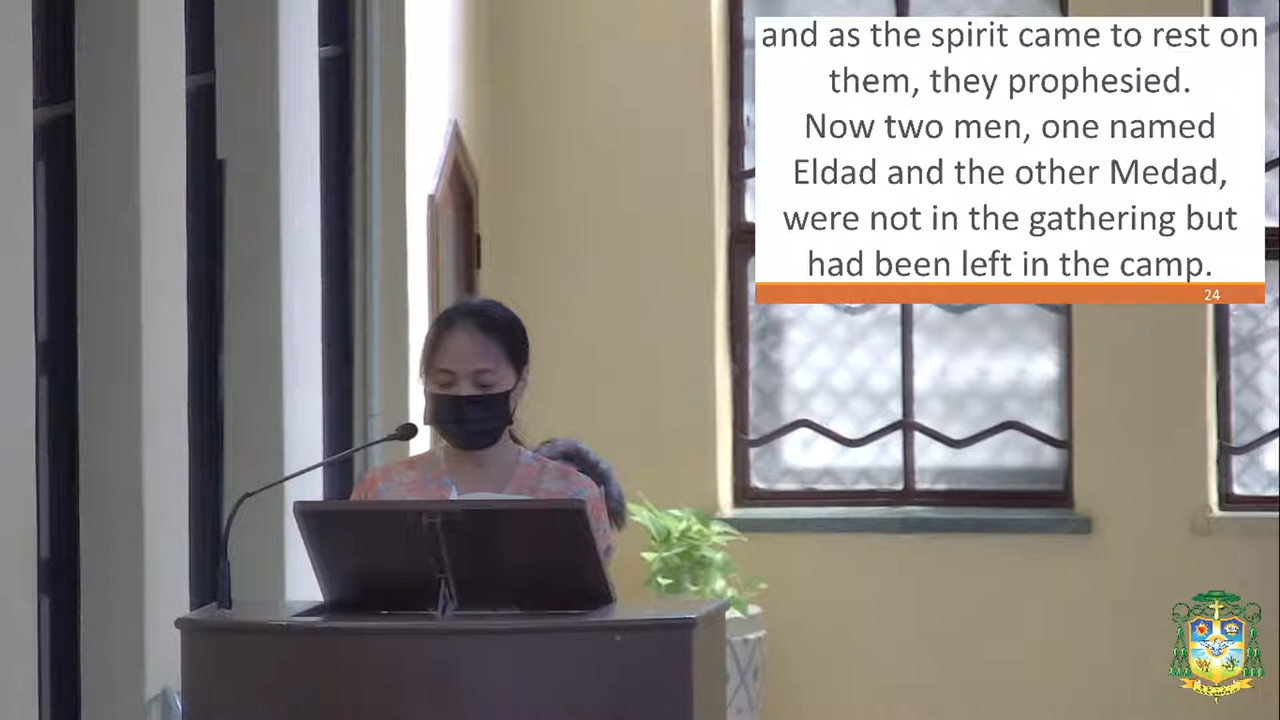 and as the spirit came to rest on
them, they prophesied.
Now two men, one named
Eldad and the other Medad,
were not in the gathering but
had been left in the camp.
24